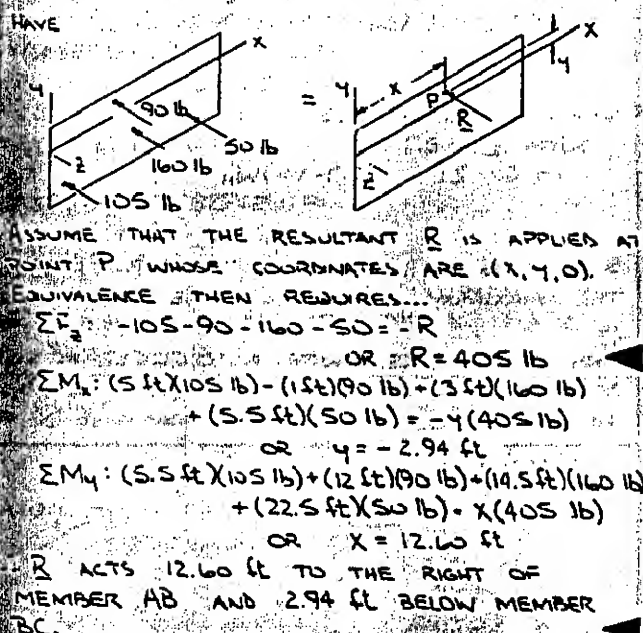 HAVE
y x 90 lb 50 lb z 160 lb 105 lb
= y x P R z x y
ASSUME THAT THE RESULTANT R IS APPLIED AT
POINT P WHOSE COORDINATES ARE (X, Y, 0).
EQUIVALENCE THEN REQUIRES...
ΣF_z: -105-90-160-50=-R
OR R=405 lb
ΣM_x: (5 ft)(105 lb)-(1 ft)(90 lb)+(3 ft)(160 lb)
+(5.5 ft)(50 lb)=-y(405 lb)
OR y=-2.94 ft
ΣM_y: (5.5 ft)(105 lb)+(12 ft)(90 lb)+(14.5 ft)(160 lb)
+(22.5 ft)(50 lb)=x(405 lb)
OR X=12.60 ft
R ACTS 12.60 ft TO THE RIGHT OF
MEMBER AB AND 2.94 ft BELOW MEMBER
BC.